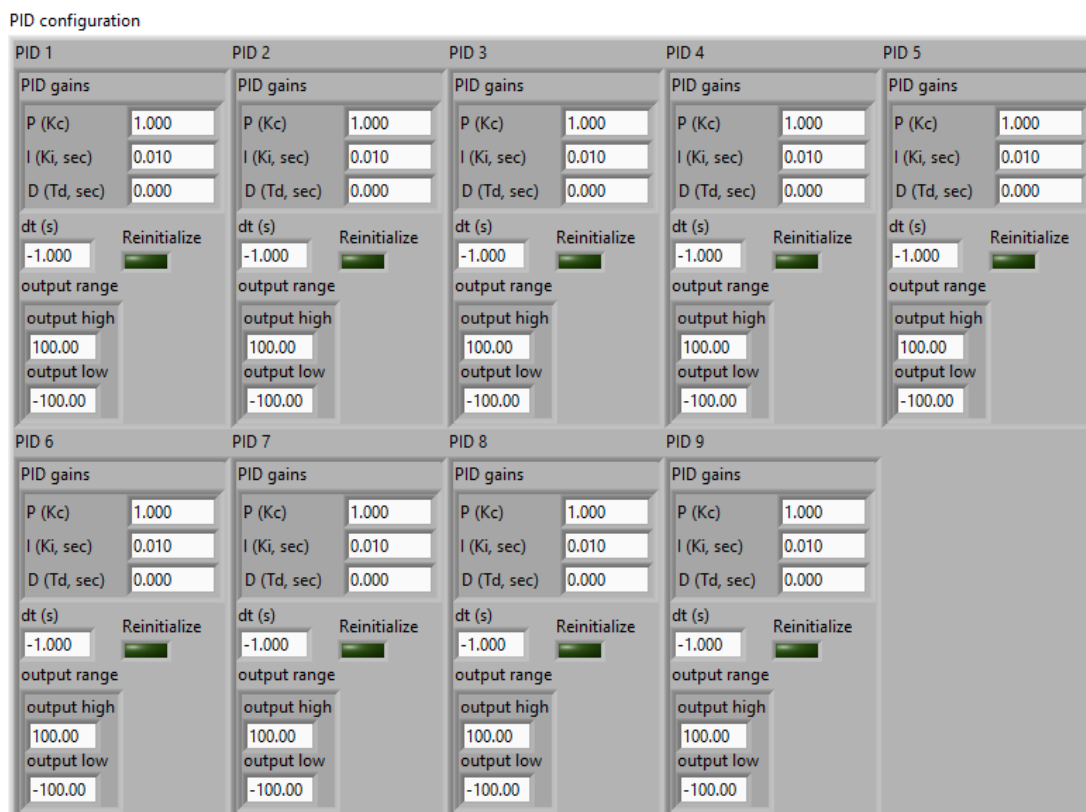 PID configuration
PID 1 PID 2 PID 3 PID 4 PID 5
PID gains PID gains PID gains PID gains PID gains
P (Kc) 1.000 P (Kc) 1.000 P (Kc) 1.000 P (Kc) 1.000 P (Kc) 1.000
I (Ki, sec) 0.010 I (Ki, sec) 0.010 I (Ki, sec) 0.010 I (Ki, sec) 0.010 I (Ki, sec) 0.010
D (Td, sec) 0.000 D (Td, sec) 0.000 D (Td, sec) 0.000 D (Td, sec) 0.000 D (Td, sec) 0.000
dt (s) Reinitialize dt (s) Reinitialize dt (s) Reinitialize dt (s) Reinitialize dt (s) Reinitialize
-1.000 -1.000 -1.000 -1.000 -1.000
output range output range output range output range output range
output high output high output high output high output high
100.00 100.00 100.00 100.00 100.00
output low output low output low output low output low
-100.00 -100.00 -100.00 -100.00 -100.00
PID 6 PID 7 PID 8 PID 9
PID gains PID gains PID gains PID gains
P (Kc) 1.000 P (Kc) 1.000 P (Kc) 1.000 P (Kc) 1.000
I (Ki, sec) 0.010 I (Ki, sec) 0.010 I (Ki, sec) 0.010 I (Ki, sec) 0.010
D (Td, sec) 0.000 D (Td, sec) 0.000 D (Td, sec) 0.000 D (Td, sec) 0.000
dt (s) Reinitialize dt (s) Reinitialize dt (s) Reinitialize dt (s) Reinitialize
-1.000 -1.000 -1.000 -1.000
output range output range output range output range
output high output high output high output high
100.00 100.00 100.00 100.00
output low output low output low output low
-100.00 -100.00 -100.00 -100.00